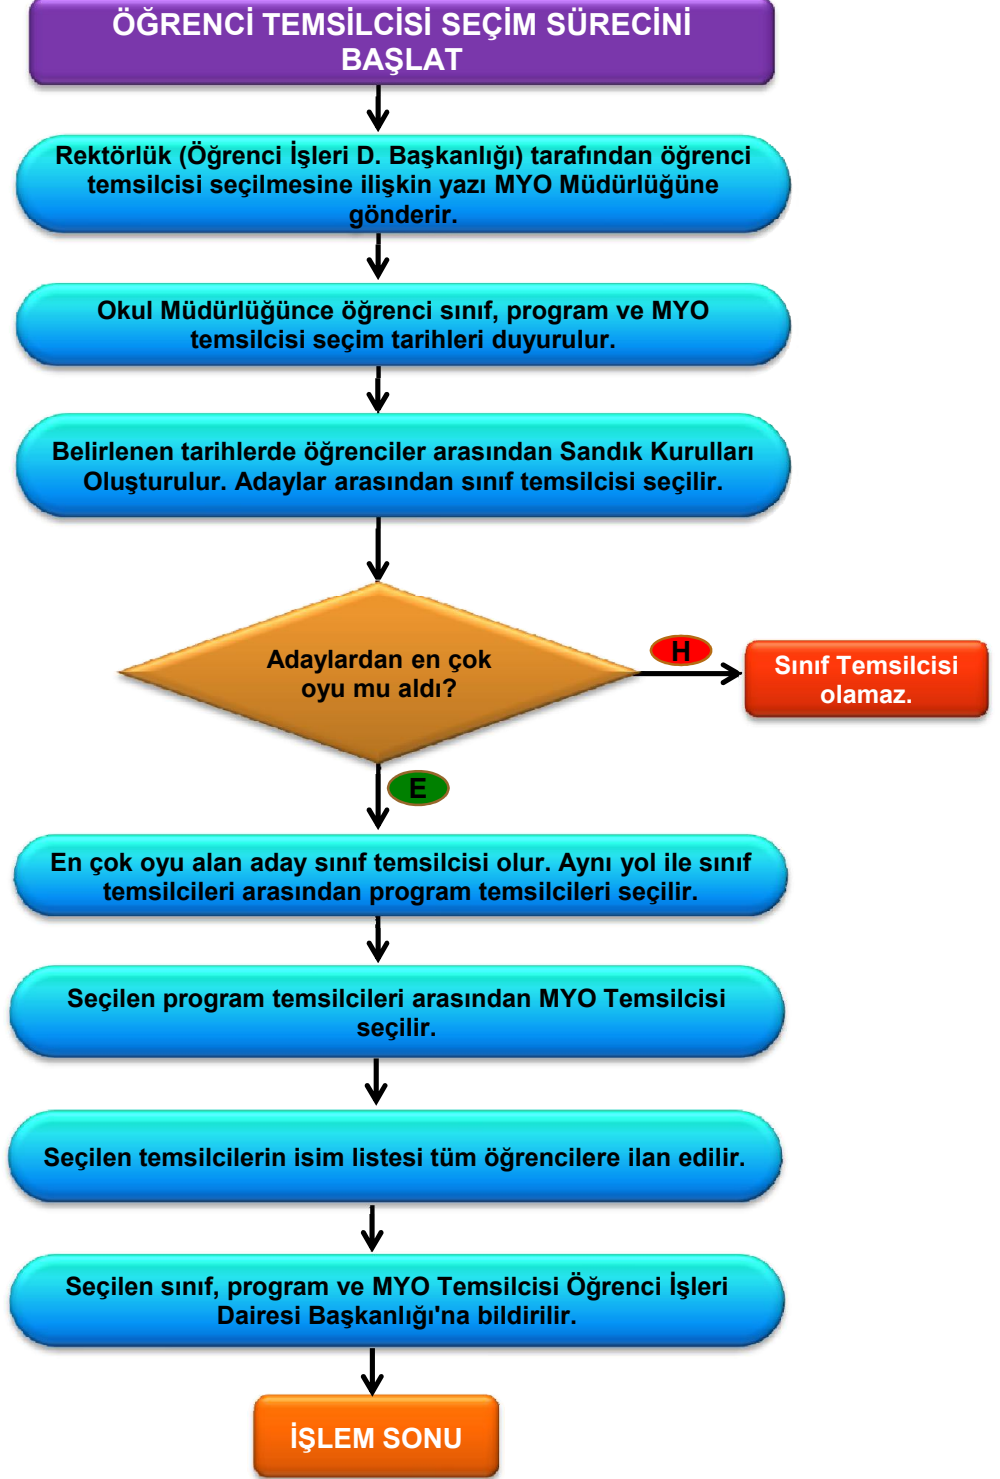 ÖĞRENCİ TEMSİLCİSİ SEÇİM SÜRECİNİ
BAŞLAT
Rektörlük (Öğrenci İşleri D. Başkanlığı) tarafından öğrenci
temsilcisi seçilmesine ilişkin yazı MYO Müdürlüğüne
gönderir.
Okul Müdürlüğünce öğrenci sınıf, program ve MYO
temsilcisi seçim tarihleri duyurulur.
Belirlenen tarihlerde öğrenciler arasından Sandık Kurulları
Oluşturulur. Adaylar arasından sınıf temsilcisi seçilir.
Adaylardan en çok
oyu mu aldı?
H
Sınıf Temsilcisi
olamaz.
E
En çok oyu alan aday sınıf temsilcisi olur. Aynı yol ile sınıf
temsilcileri arasından program temsilcileri seçilir.
Seçilen program temsilcileri arasından MYO Temsilcisi
seçilir.
Seçilen temsilcilerin isim listesi tüm öğrencilere ilan edilir.
Seçilen sınıf, program ve MYO Temsilcisi Öğrenci İşleri
Dairesi Başkanlığı'na bildirilir.
İŞLEM SONU